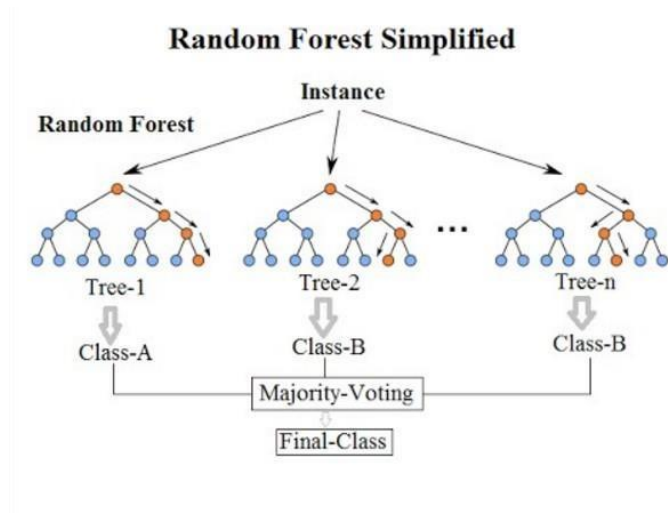 Random Forest Simplified
Instance
Random Forest
...
Tree-1
Tree-2
Tree-n
Class-A
Class-B
Class-B
Majority-Voting
Final-Class